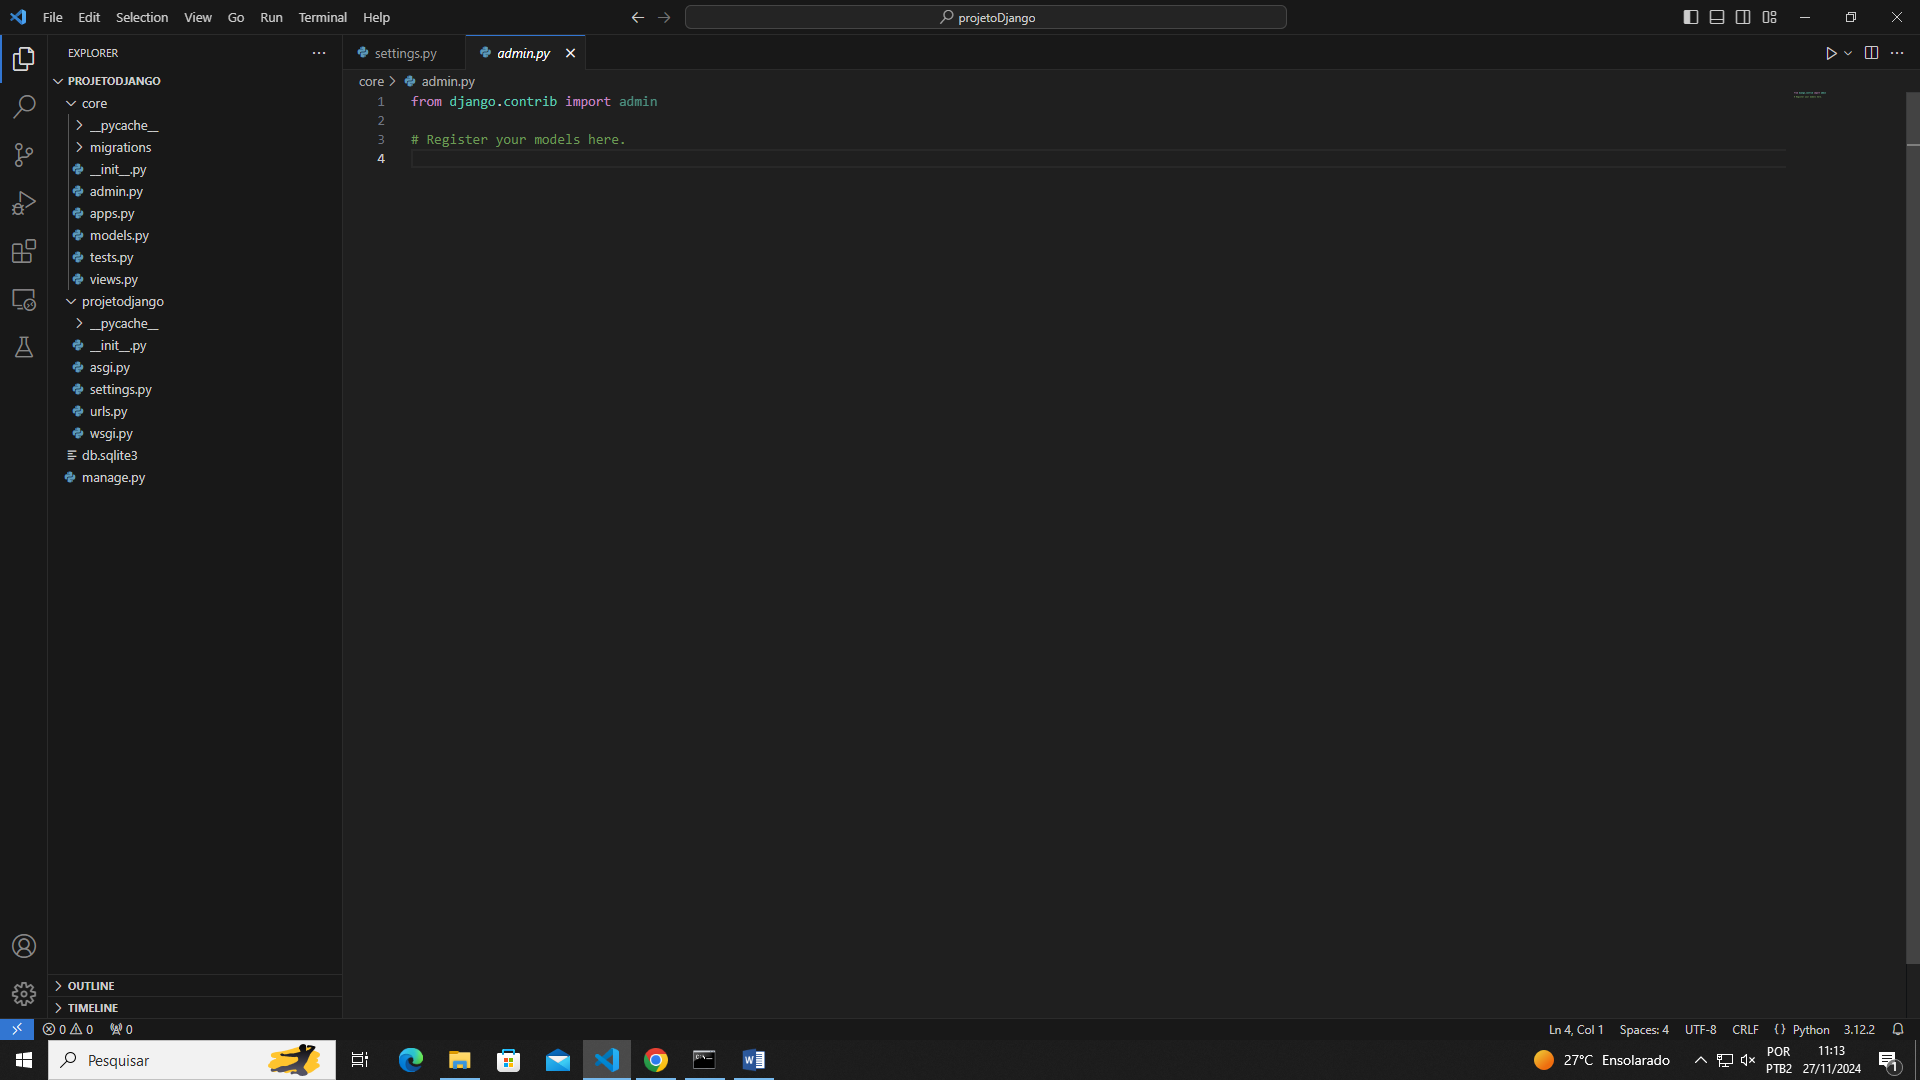 File Edit Selection View Go Run Terminal Help
projetoDjango
EXPLORER
settings.py
admin.py
PROJETODJANGO
core
__pycache__
migrations
__init__.py
admin.py
apps.py
models.py
tests.py
views.py
projetodjango
__pycache__
__init__.py
asgi.py
settings.py
urls.py
wsgi.py
db.sqlite3
manage.py
OUTLINE
TIMELINE
core > admin.py
1 from django.contrib import admin
2
3 # Register your models here.
4
0 0 0
Ln 4, Col 1 Spaces: 4 UTF-8 CRLF {} Python 3.12.2
Pesquisar
27°C Ensolarado
POR
PTB2
11:13
27/11/2024
1